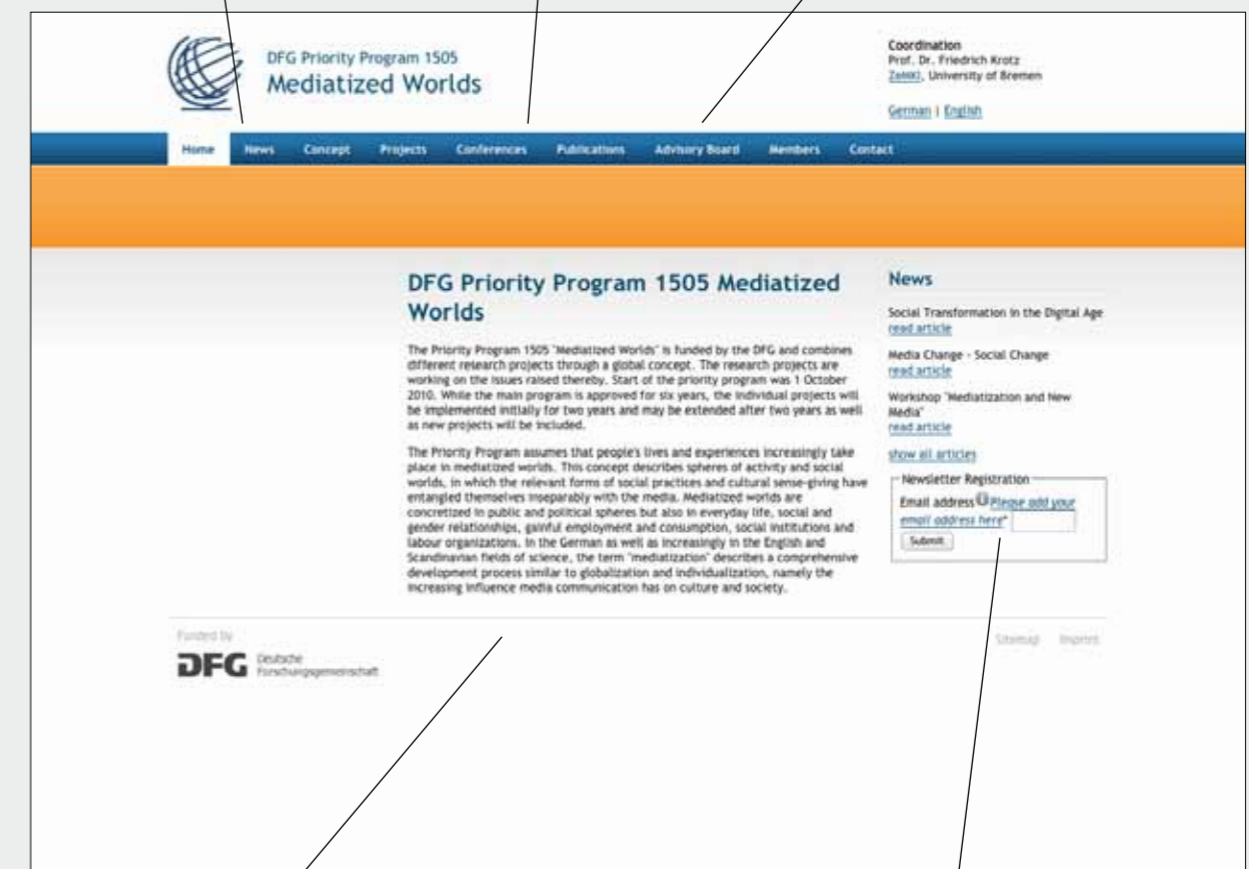 DFG Priority Program 1505
Mediatized Worlds
Coordination
Prof. Dr. Friedrich Krotz
ZeMKI, University of Bremen
German | English
Home News Concept Projects Conferences Publications Advisory Board Members Contact
DFG Priority Program 1505 Mediatized
Worlds
The Priority Program 1505 "Mediatized Worlds" is funded by the DFG and combines
different research projects through a global concept. The research projects are
working on the issues raised thereby. Start of the priority program was 1 October
2010. While the main program is approved for six years, the individual projects will
be implemented initially for two years and may be extended after two years as well
as new projects will be included.
The Priority Program assumes that people's lives and experiences increasingly take
place in mediatized worlds. This concept describes spheres of activity and social
worlds, in which the relevant forms of social practices and cultural sense-giving have
entangled themselves inseparably with the media. Mediatized worlds are
concretized in public and political spheres but also in everyday life, social and
gender relationships, gainful employment and consumption, social institutions and
labour organizations. In the German as well as increasingly in the English and
Scandinavian fields of science, the term "mediatization" describes a comprehensive
development process similar to globalization and individualization, namely the
increasing influence media communication has on culture and society.
News
Social Transformation in the Digital Age
read article
Media Change - Social Change
read article
Workshop "Mediatization and New
Media"
read article
show all articles
Newsletter Registration
Email address Please add your
email address here*
Submit
Funded by
DFG Deutsche
Forschungsgemeinschaft
Sitemap Imprint